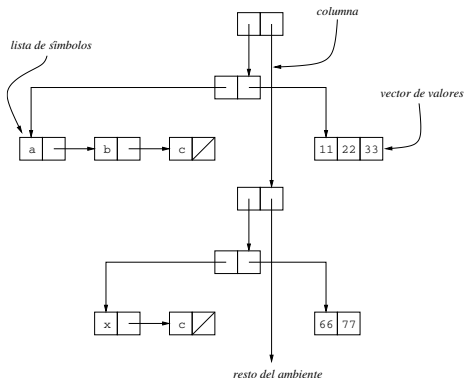 columna
lista de símbolos
vector de valores
a b c 11 22 33
x c 66 77
resto del ambiente